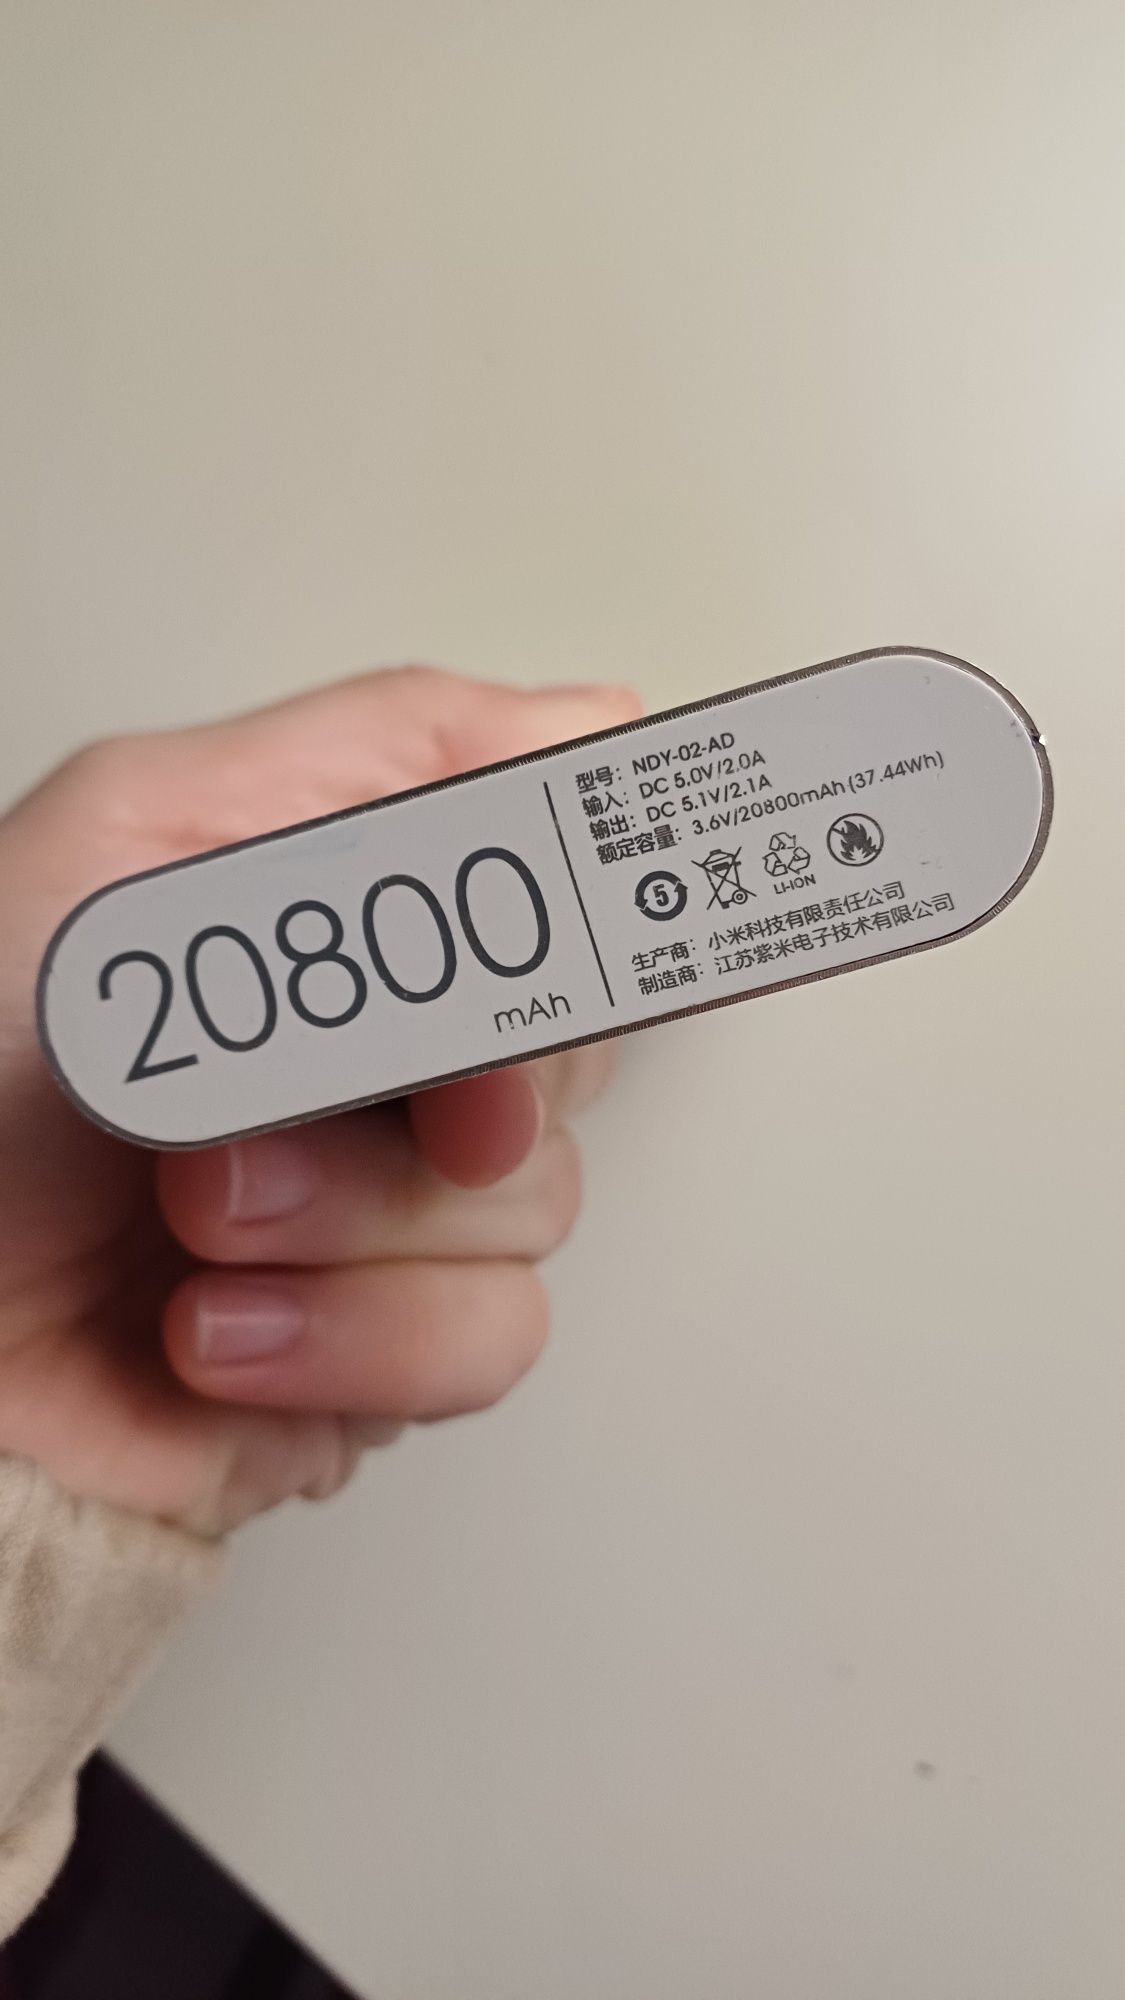 20800
mAh
型号：NDY-02-AD
输入：DC 5.0V/2.0A
输出：DC 5.1V/2.1A
额定容量：3.6V/20800mAh(37.44Wh)
5
LI-ION
生产商：小米科技有限责任公司
制造商：江苏紫米电子技术有限公司